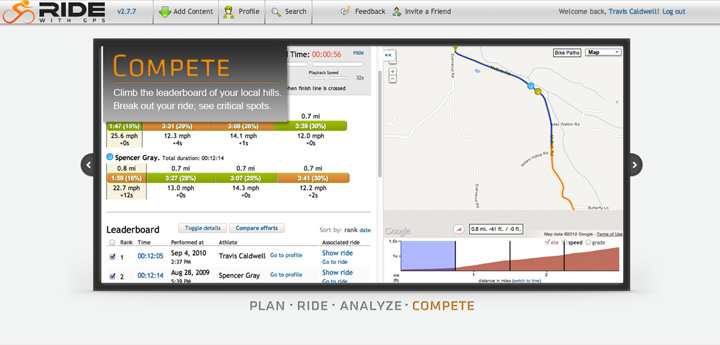 RIDE
WITH GPS
v2.7.7
Add Content
Profile
Search
Feedback
Invite a Friend
Welcome back, Travis Caldwell! Log out
COMPETE
Climb the leaderboard of your local hills.
Break out your ride; see critical spots.
Time: 00:00:56
Hide
Playback Speed
32x
hen finish line is crossed
0.7 mi
1:47 (15%) 3:31 (29%) 3:08 (26%) 3:39 (30%)
25.6 mph 12.3 mph 14.1 mph 12.0 mph
+0s +4s +1s +0s
Spencer Gray. Total duration: 00:12:14
0.8 mi 0.7 mi 0.7 mi 0.7 mi
1:59 (16%) 3:27 (28%) 3:07 (25%) 3:41 (30%)
22.7 mph 13.0 mph 14.3 mph 12.2 mph
+12s +0s +0s +2s
Leaderboard
Toggle details
Compare efforts
Sort by: rank date
Rank Time Performed at Athlete Associated ride
1 00:12:05 Sep 4, 2010 2:37 PM Travis Caldwell Go to profile Show ride Go to ride
2 00:12:14 Aug 28, 2009 5:39 PM Spencer Gray Go to profile Show ride Go to ride
<<
+
Bike Paths
Map
Google
0.8 mi, -61 ft. / -0 ft.
Map data ©2012 Google - Terms of Use
ele speed grade
1 2
distance in miles (switch to time)
PLAN · RIDE · ANALYZE · COMPETE